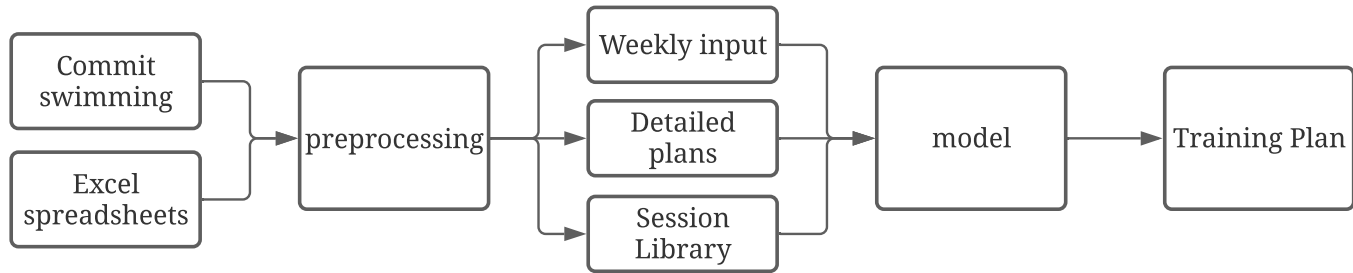 Commit
swimming
Excel
spreadsheets
preprocessing
Weekly input
Detailed
plans
Session
Library
model
Training Plan